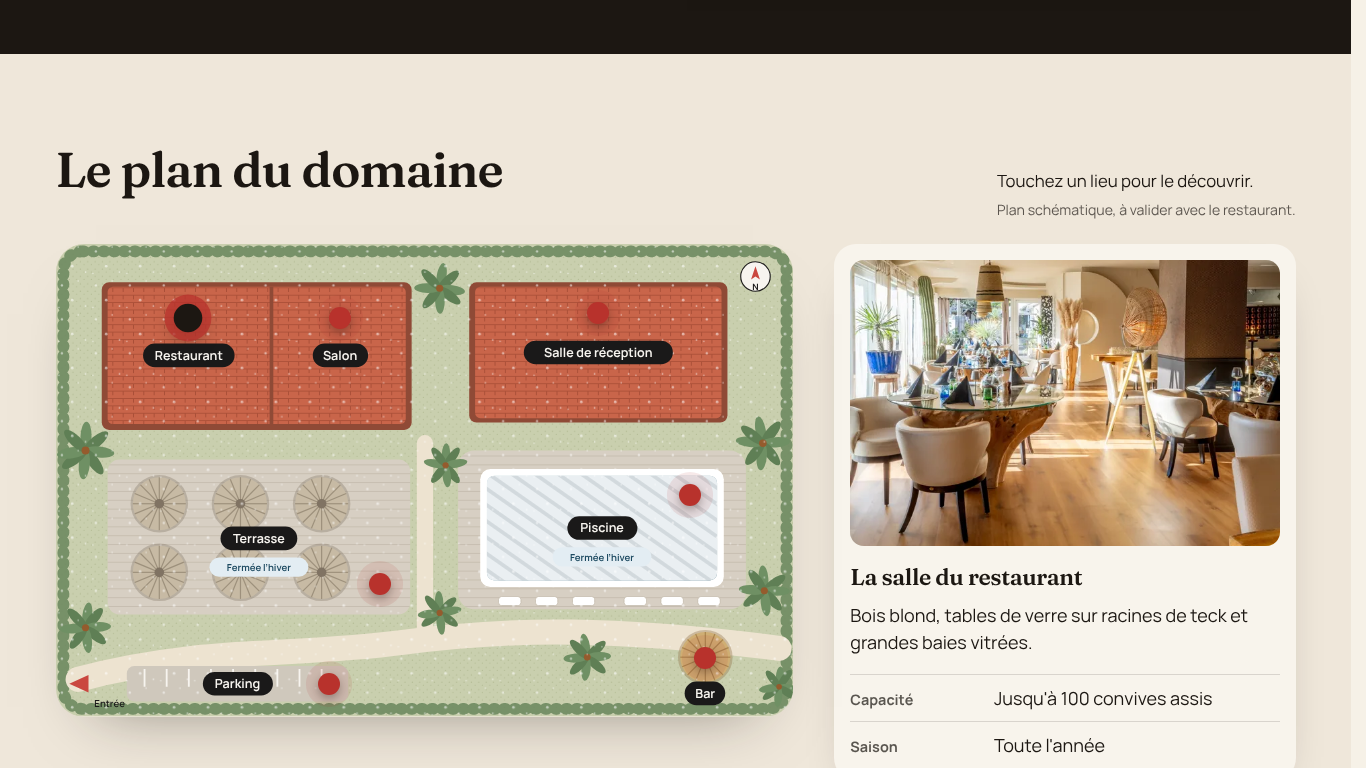 Le plan du domaine
Touchez un lieu pour le découvrir.
Plan schématique, à valider avec le restaurant.
N
Restaurant
Salon
Salle de réception
Terrasse
Fermée l'hiver
Piscine
Fermée l'hiver
Parking
Bar
Entrée
La salle du restaurant
Bois blond, tables de verre sur racines de teck et
grandes baies vitrées.
Capacité
Jusqu'à 100 convives assis
Saison
Toute l'année